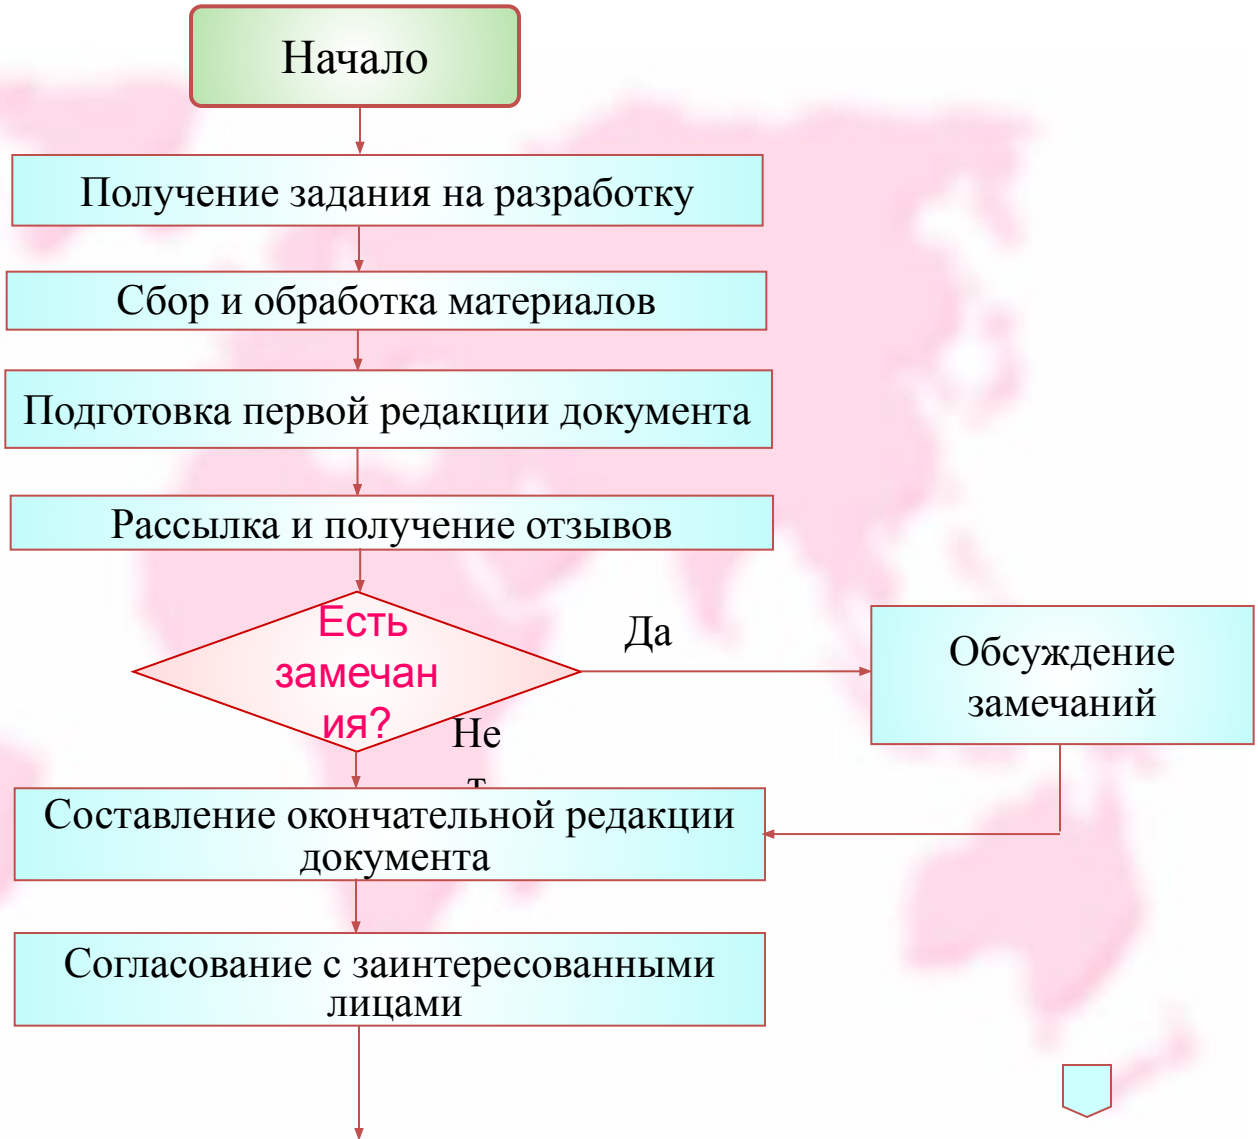 Начало
Получение задания на разработку
Сбор и обработка материалов
Подготовка первой редакции документа
Рассылка и получение отзывов
Есть
замечан
ия?
Да
Обсуждение
замечаний
Не
т
Составление окончательной редакции
документа
Согласование с заинтересованными
лицами